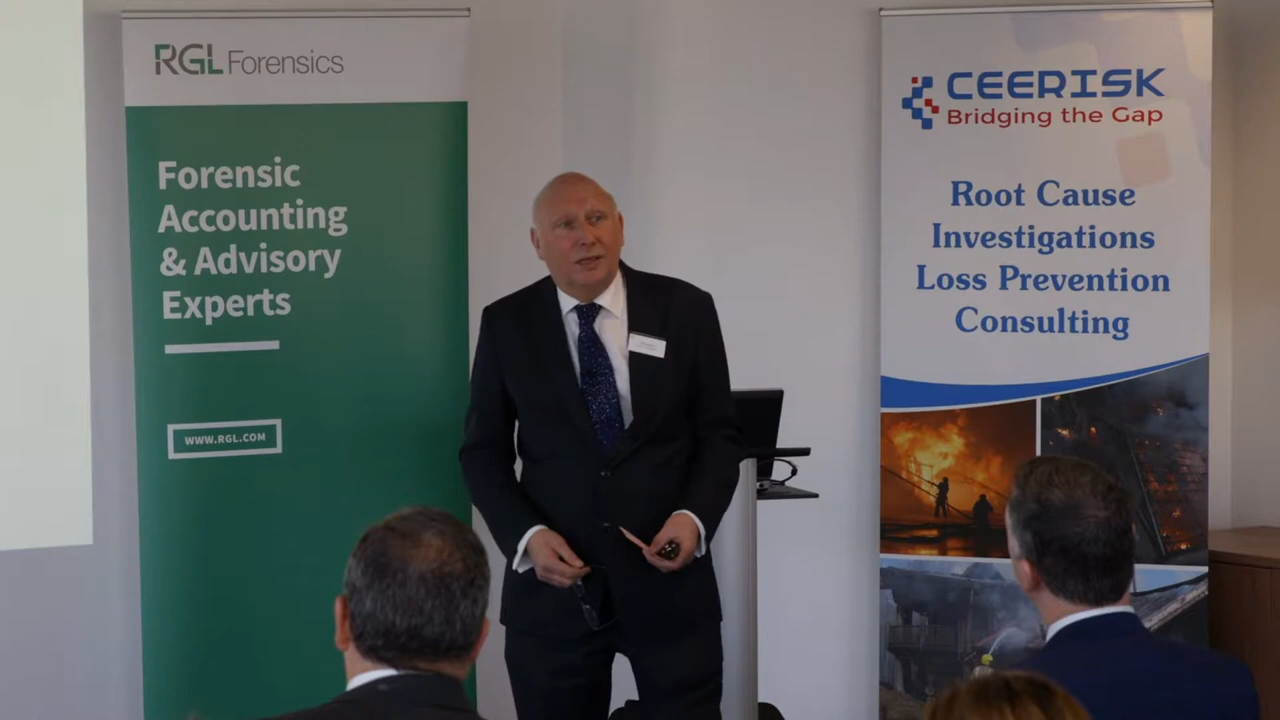 RGL Forensics
Forensic
Accounting
& Advisory
Experts
WWW.RGL.COM
CEERISK
Bridging the Gap
Root Cause
Investigations
Loss Prevention
Consulting